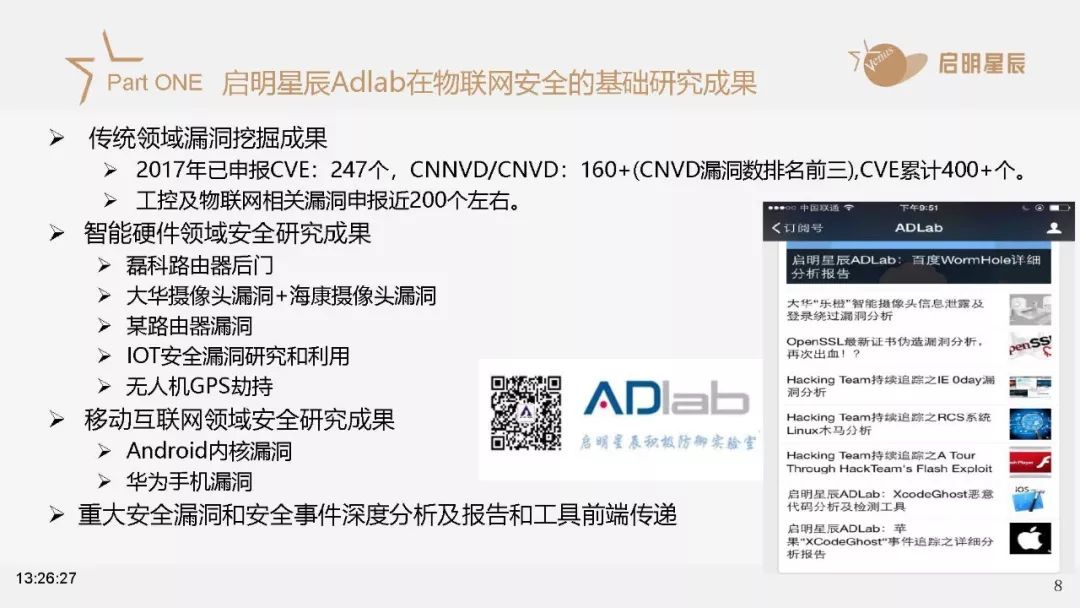 Part ONE 启明星辰Adlab在物联网安全的基础研究成果
Venus 启明星辰
传统领域漏洞挖掘成果
2017年已申报CVE：247个，CNNVD/CNVD：160+(CNVD漏洞数排名前三),CVE累计400+个。
工控及物联网相关漏洞申报近200个左右。
智能硬件领域安全研究成果
磊科路由器后门
大华摄像头漏洞+海康摄像头漏洞
某路由器漏洞
IOT安全漏洞研究和利用
无人机GPS劫持
移动互联网领域安全研究成果
Android内核漏洞
华为手机漏洞
重大安全漏洞和安全事件深度分析及报告和工具前端传递
ADlab
启明星辰积极防御实验室
中国联通 下午9:51
订阅号 ADLab
启明星辰ADLab：百度WormHole详细
分析报告
大华“乐橙”智能摄像头信息泄露及
登录绕过漏洞分析
OpenSSL最新证书伪造漏洞分析，
再次出血！？
penSS
Hacking Team持续追踪之IE 0day漏
洞分析
Hacking Team持续追踪之RCS系统
Linux木马分析
Hacking Team持续追踪之A Tour
Through HackTeam's Flash Exploit
启明星辰ADLab：XcodeGhost恶意
代码分析及检测工具
iOS
启明星辰ADLab：苹
果“XCodeGhost”事件追踪之详细分
析报告
13:26:27
8